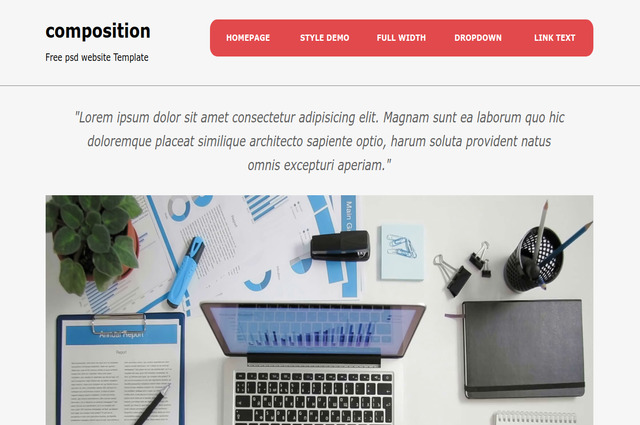 composition
Free psd website Template
HOMEPAGE STYLE DEMO FULL WIDTH DROPDOWN LINK TEXT
"Lorem ipsum dolor sit amet consectetur adipisicing elit. Magnam sunt ea laborum quo hic
doloremque placeat similique architecto sapiente optio, harum soluta provident natus
omnis excepturi aperiam."
Annual Report
Report